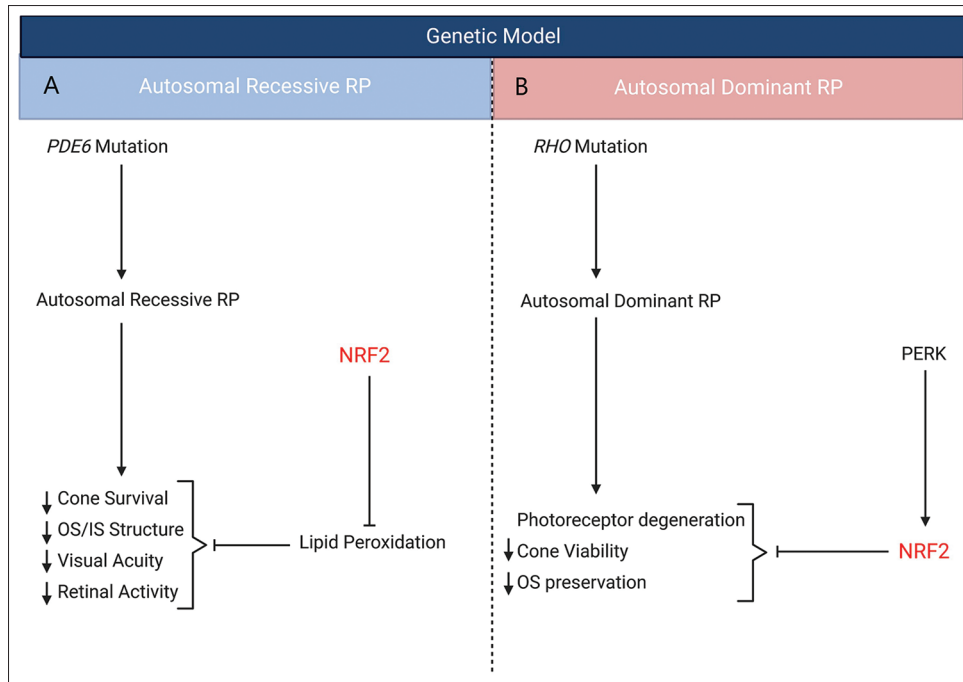 Genetic Model
A Autosomal Recessive RP
B Autosomal Dominant RP
PDE6 Mutation
Autosomal Recessive RP
NRF2
Cone Survival
OS/IS Structure
Visual Acuity
Retinal Activity
Lipid Peroxidation
RHO Mutation
Autosomal Dominant RP
PERK
Photoreceptor degeneration
Cone Viability
OS preservation
NRF2